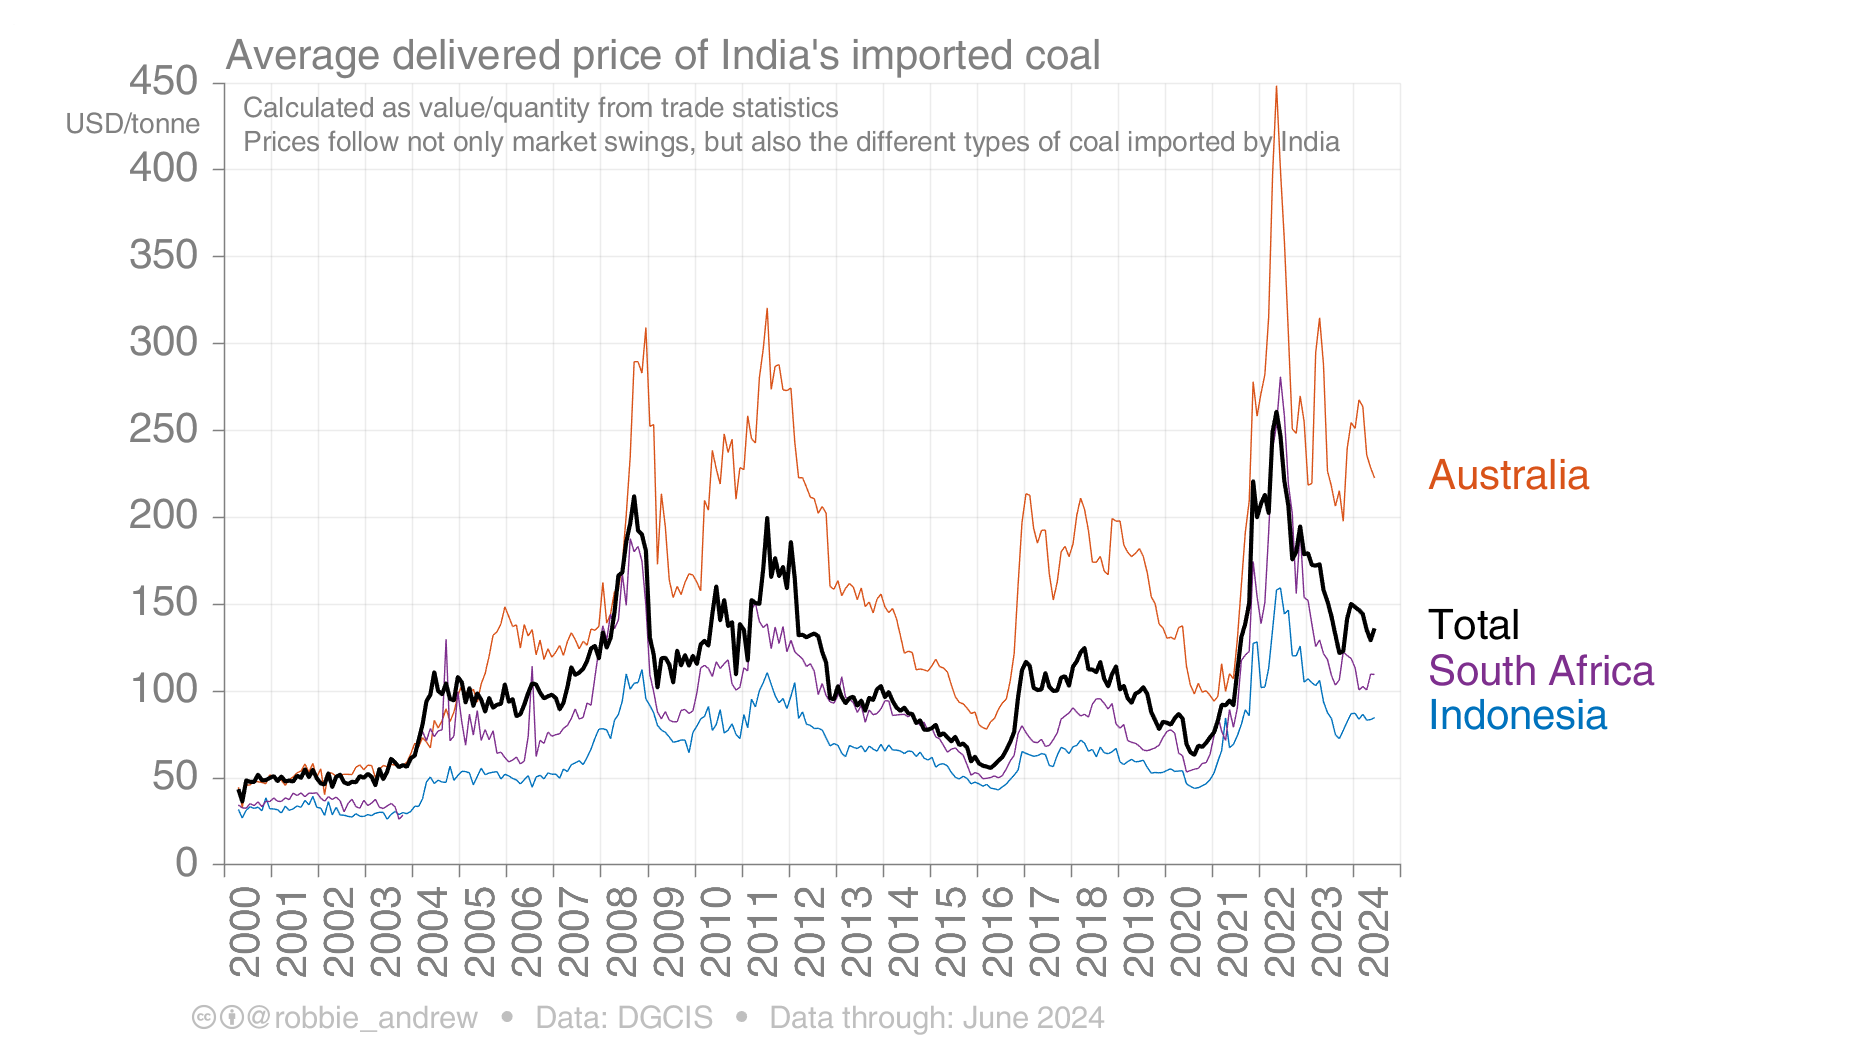 Average delivered price of India's imported coal
450
USD/tonne
Calculated as value/quantity from trade statistics
Prices follow not only market swings, but also the different types of coal imported by India
400
350
300
250
200
150
100
50
0
Australia
Total
South Africa
Indonesia
2000 2001 2002 2003 2004 2005 2006 2007 2008 2009 2010 2011 2012 2013 2014 2015 2016 2017 2018 2019 2020 2021 2022 2023 2024
cc @robbie_andrew • Data: DGCIS • Data through: June 2024